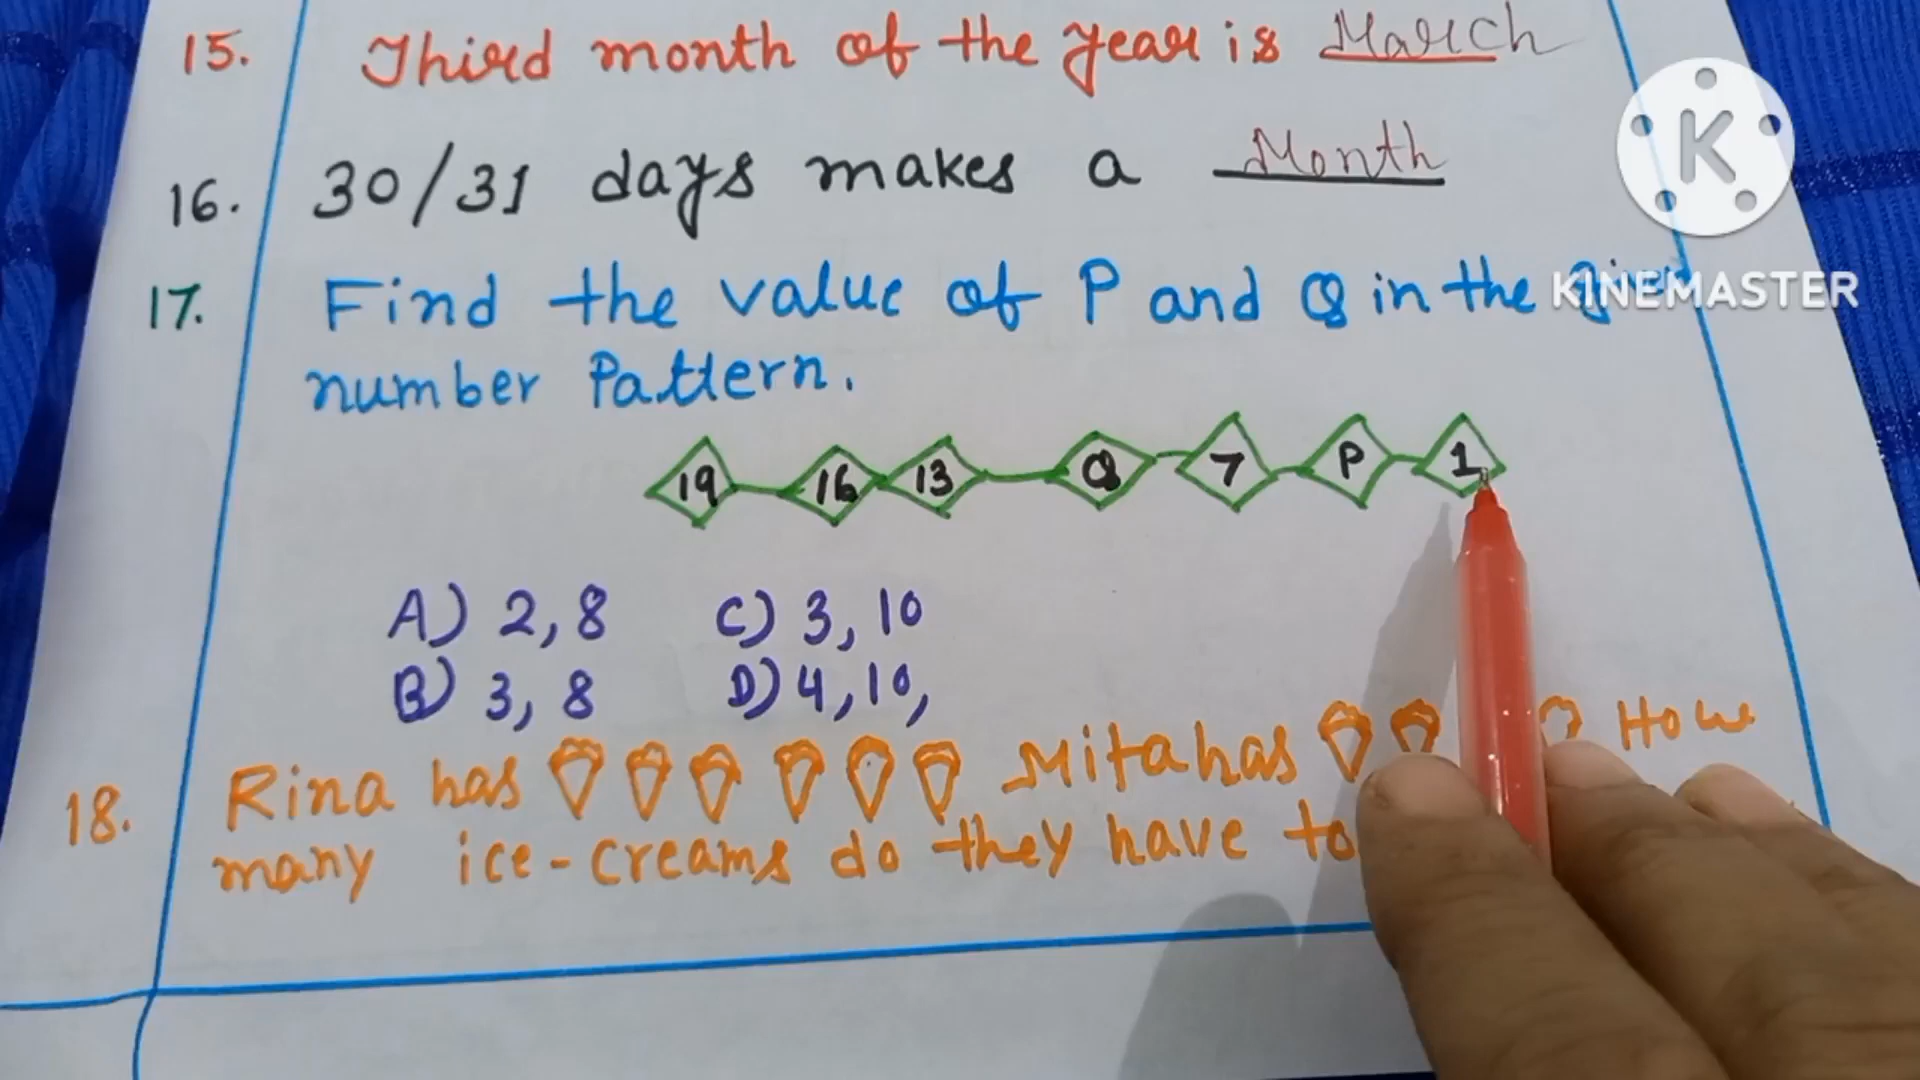 15. Third month of the year is March
16. 30/31 days makes a Month
17. Find the value of P and Q in the
number Pattern.
19 16 13 Q 7 P 1
A) 2, 8 C) 3, 10
B) 3, 8 D) 4, 10,
18. Rina has Mita has How
many ice-creams do they have
K
KINEMASTER